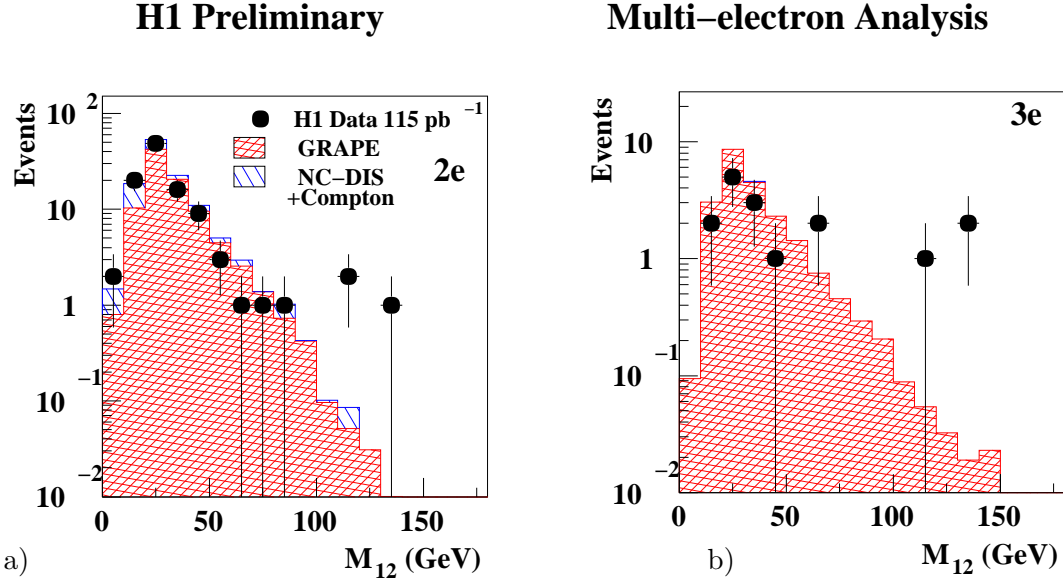 H1 Preliminary Multi–electron Analysis
Events
10 2
10
1
10 −1
10 −2
H1 Data 115 pb −1
GRAPE
NC−DIS
+Compton
2e
0 50 100 150
M12 (GeV)
a)
Events
10
1
10 −1
10 −2
3e
0 50 100 150
M12 (GeV)
b)